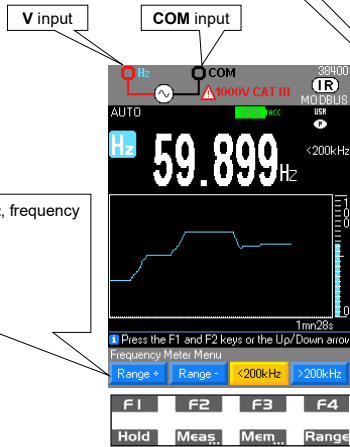 V input
COM input
Hz
COM
38400
1000V CAT III
IR
MODBUS
AUTO
ACC
USR
P
Hz
59.899Hz
<200kHz
, frequency
1mn28s
Press the F1 and F2 keys or the Up/Down arrow
Frequency Meter Menu
Range + Range - <200kHz >200kHz
F1 F2 F3 F4
Hold Meas... Mem... Range